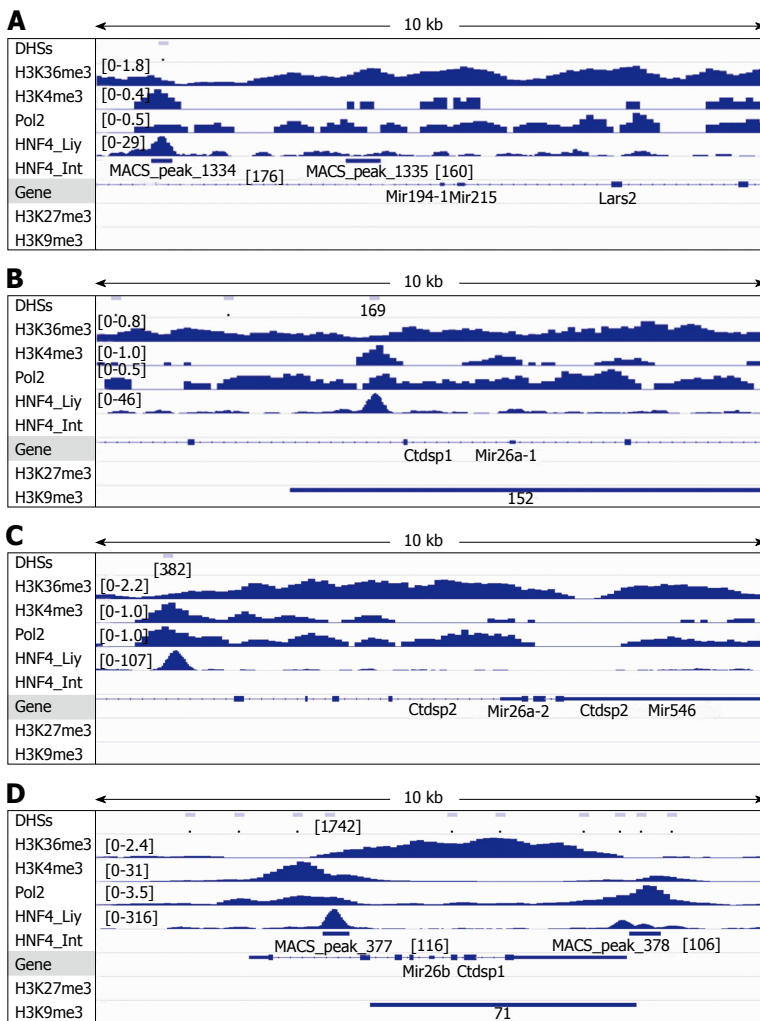 A
10 kb
DHSs
H3K36me3 [0-1.8]
H3K4me3 [0-0.4]
Pol2 [0-0.5]
HNF4_Liy [0-29]
HNF4_Int MACS_peak_1334 [176] MACS_peak_1335 [160]
Gene Mir194-1 Mir215 Lars2
H3K27me3
H3K9me3
B
10 kb
DHSs 169
H3K36me3 [0-0.8]
H3K4me3 [0-1.0]
Pol2 [0-0.5]
HNF4_Liy [0-46]
HNF4_Int
Gene Ctdsp1 Mir26a-1
H3K27me3
H3K9me3 152
C
10 kb
DHSs [382]
H3K36me3 [0-2.2]
H3K4me3 [0-1.0]
Pol2 [0-1.0]
HNF4_Liy [0-107]
HNF4_Int
Gene Ctdsp2 Mir26a-2 Ctdsp2 Mir546
H3K27me3
H3K9me3
D
10 kb
DHSs [1742]
H3K36me3 [0-2.4]
H3K4me3 [0-31]
Pol2 [0-3.5]
HNF4_Liy [0-316]
HNF4_Int MACS_peak_377 [116] MACS_peak_378 [106]
Gene Mir26b Ctdsp1
H3K27me3
H3K9me3 71